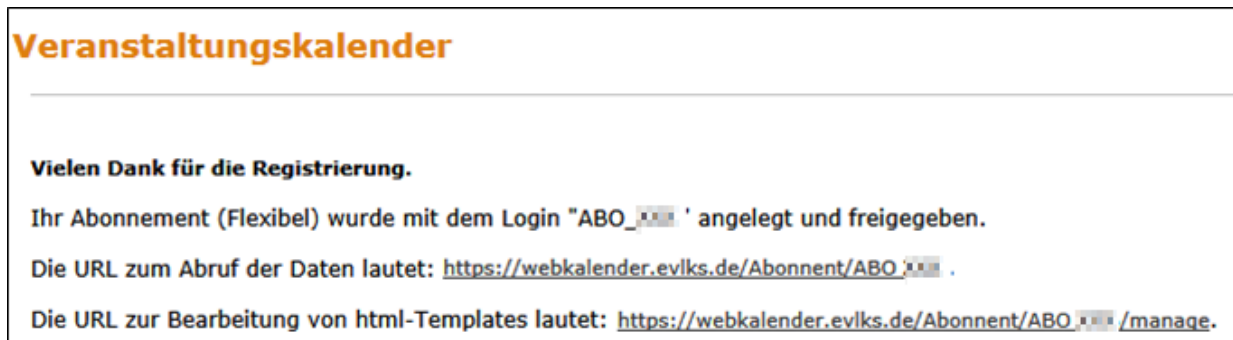 Veranstaltungskalender
Vielen Dank für die Registrierung.
Ihr Abonnement (Flexibel) wurde mit dem Login "ABO_ ' angelegt und freigegeben.
Die URL zum Abruf der Daten lautet: https://webkalender.evlks.de/Abonnent/ABO_ .
Die URL zur Bearbeitung von html-Templates lautet: https://webkalender.evlks.de/Abonnent/ABO_ /manage.